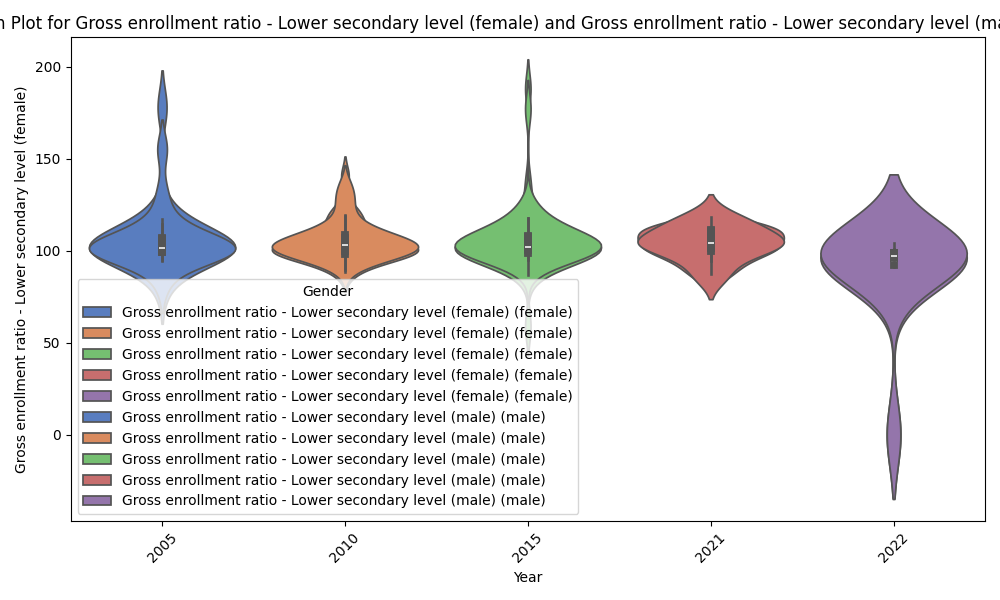 Plot for Gross enrollment ratio - Lower secondary level (female) and Gross enrollment ratio - Lower secondary level
200
150
100
50
0
Gross enrollment ratio - Lower secondary level (female)
Gender
Gross enrollment ratio - Lower secondary level (female) (female)
Gross enrollment ratio - Lower secondary level (female) (female)
Gross enrollment ratio - Lower secondary level (female) (female)
Gross enrollment ratio - Lower secondary level (female) (female)
Gross enrollment ratio - Lower secondary level (female) (female)
Gross enrollment ratio - Lower secondary level (male) (male)
Gross enrollment ratio - Lower secondary level (male) (male)
Gross enrollment ratio - Lower secondary level (male) (male)
Gross enrollment ratio - Lower secondary level (male) (male)
Gross enrollment ratio - Lower secondary level (male) (male)
2005
2010
2015
2021
2022
Year